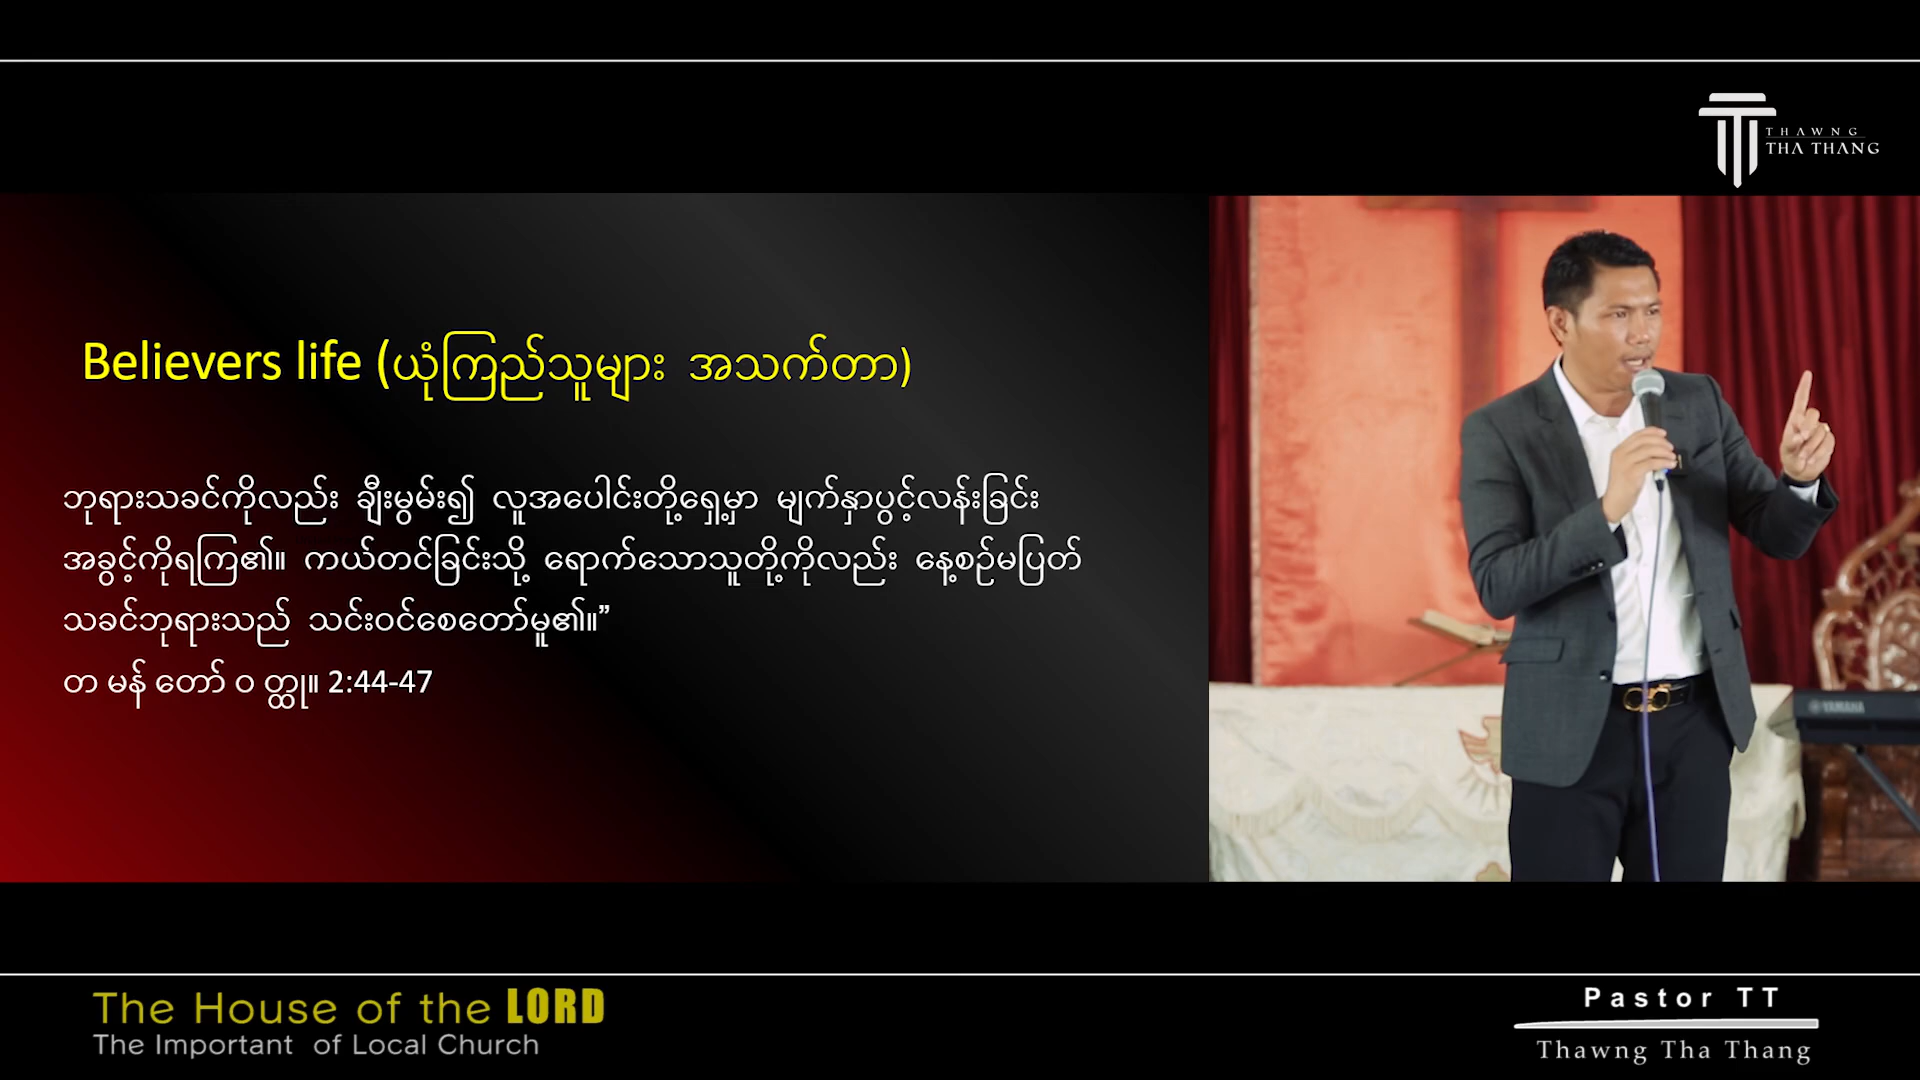 THAWNG
THA THANG
Believers life (ယုံကြည်သူများ အသက်တာ)
ဘုရားသခင်ကိုလည်း ချီးမွမ်း၍ လူအပေါင်းတို့ရှေ့မှာ မျက်နှာပွင့်လန်းခြင်း
အခွင့်ကိုရကြ၏။ ကယ်တင်ခြင်းသို့ ရောက်သောသူတို့ကိုလည်း နေ့စဉ်မပြတ်
သခင်ဘုရားသည် သင်းဝင်စေတော်မူ၏။”
တ မန် တော် ဝ တ္ထု။ 2:44-47
YAMAHA
The House of the LORD
The Important of Local Church
Pastor TT
Thawng Tha Thang